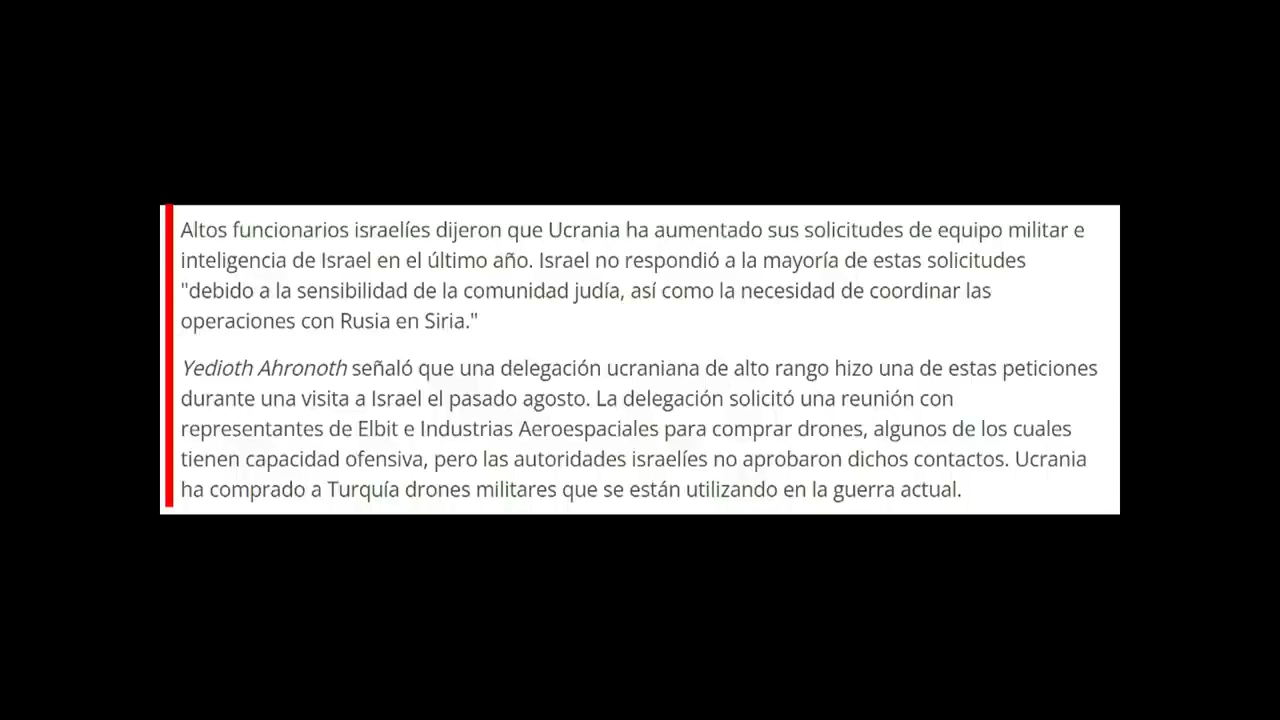 Altos funcionarios israelíes dijeron que Ucrania ha aumentado sus solicitudes de equipo militar e
inteligencia de Israel en el último año. Israel no respondió a la mayoría de estas solicitudes
"debido a la sensibilidad de la comunidad judía, así como la necesidad de coordinar las
operaciones con Rusia en Siria."
Yedioth Ahronoth señaló que una delegación ucraniana de alto rango hizo una de estas peticiones
durante una visita a Israel el pasado agosto. La delegación solicitó una reunión con
representantes de Elbit e Industrias Aeroespaciales para comprar drones, algunos de los cuales
tienen capacidad ofensiva, pero las autoridades israelíes no aprobaron dichos contactos. Ucrania
ha comprado a Turquía drones militares que se están utilizando en la guerra actual.